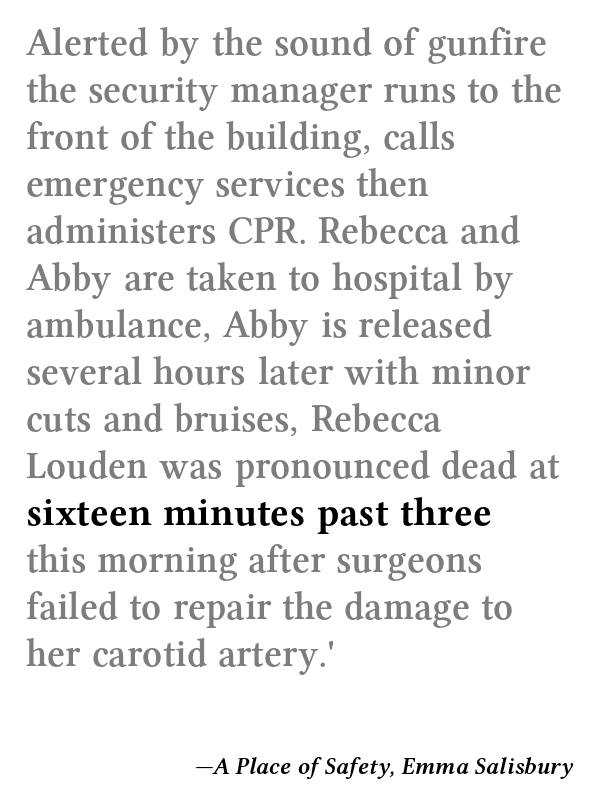 Alerted by the sound of gunfire
the security manager runs to the
front of the building, calls
emergency services then
administers CPR. Rebecca and
Abby are taken to hospital by
ambulance, Abby is released
several hours later with minor
cuts and bruises, Rebecca
Louden was pronounced dead at
sixteen minutes past three
this morning after surgeons
failed to repair the damage to
her carotid artery.'
—A Place of Safety, Emma Salisbury